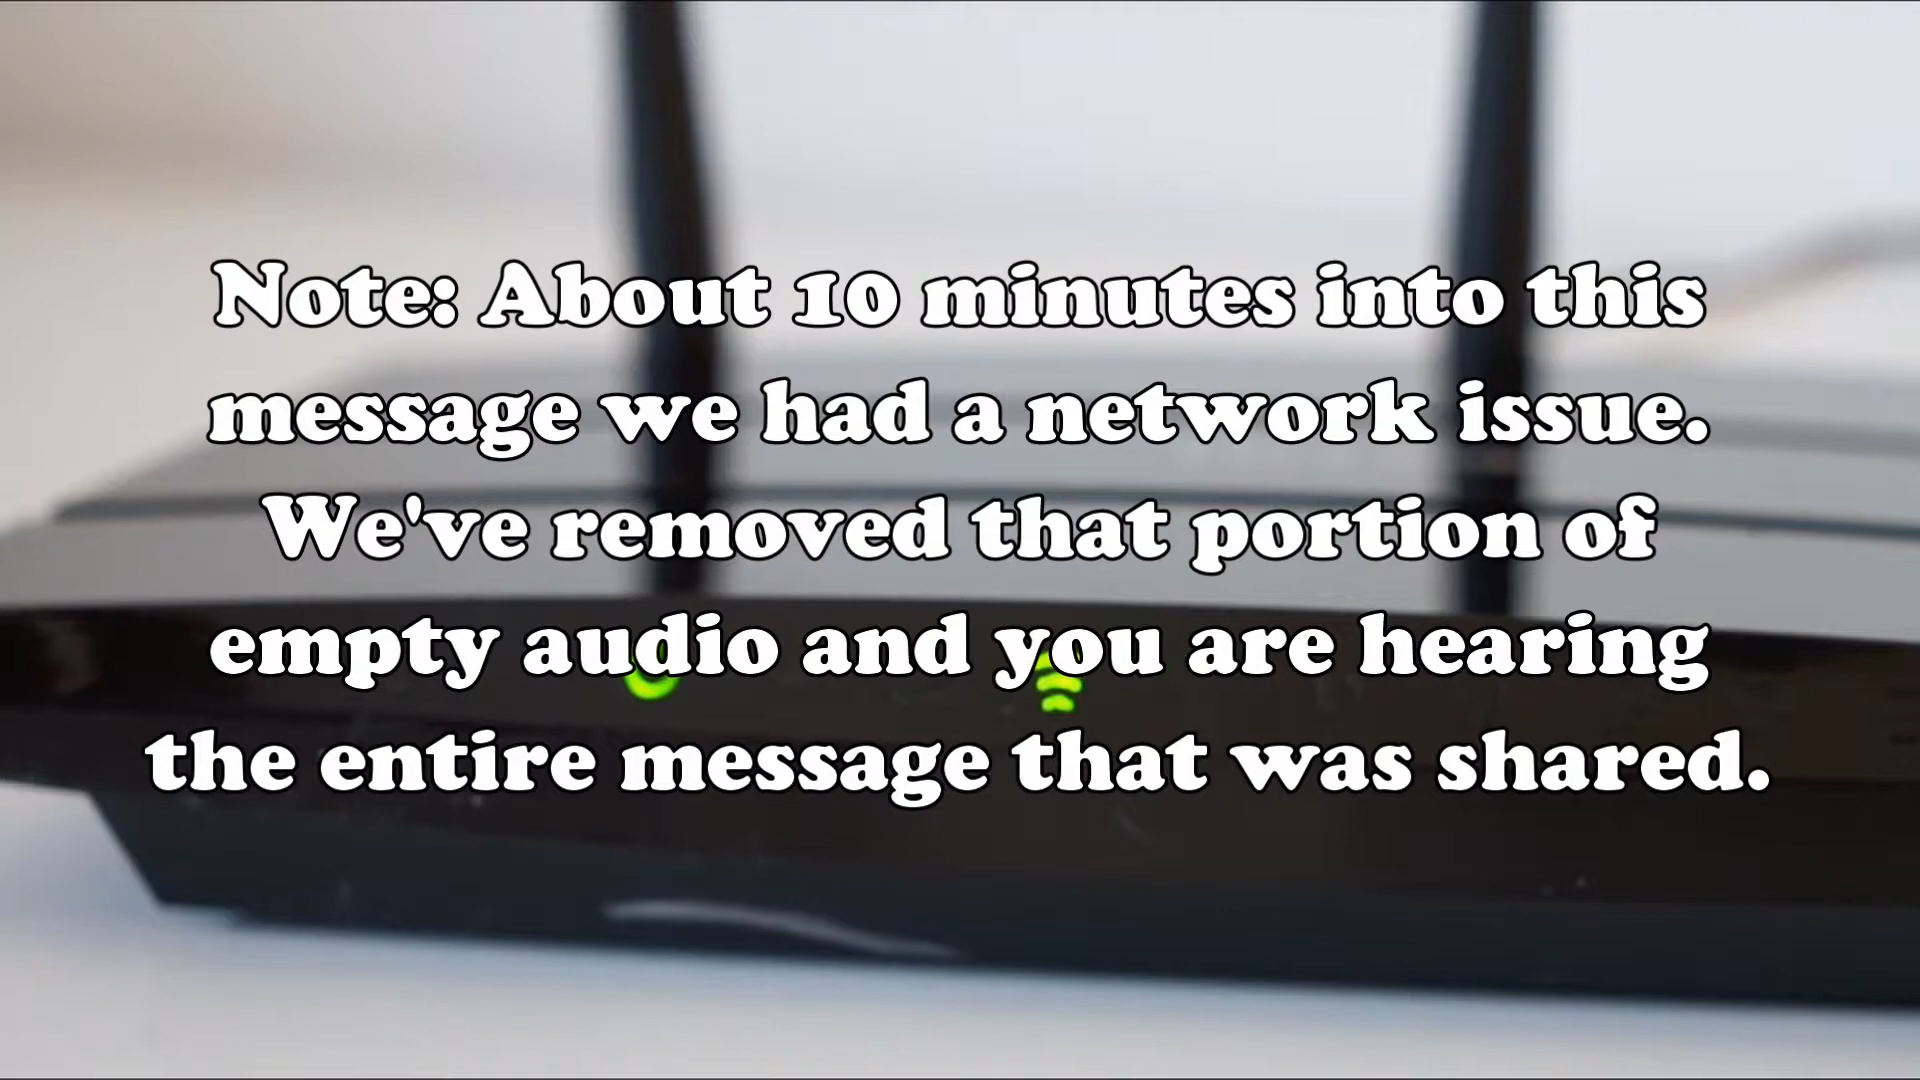 Note: About 10 minutes into this
message we had a network issue.
We've removed that portion of
empty audio and you are hearing
the entire message that was shared.